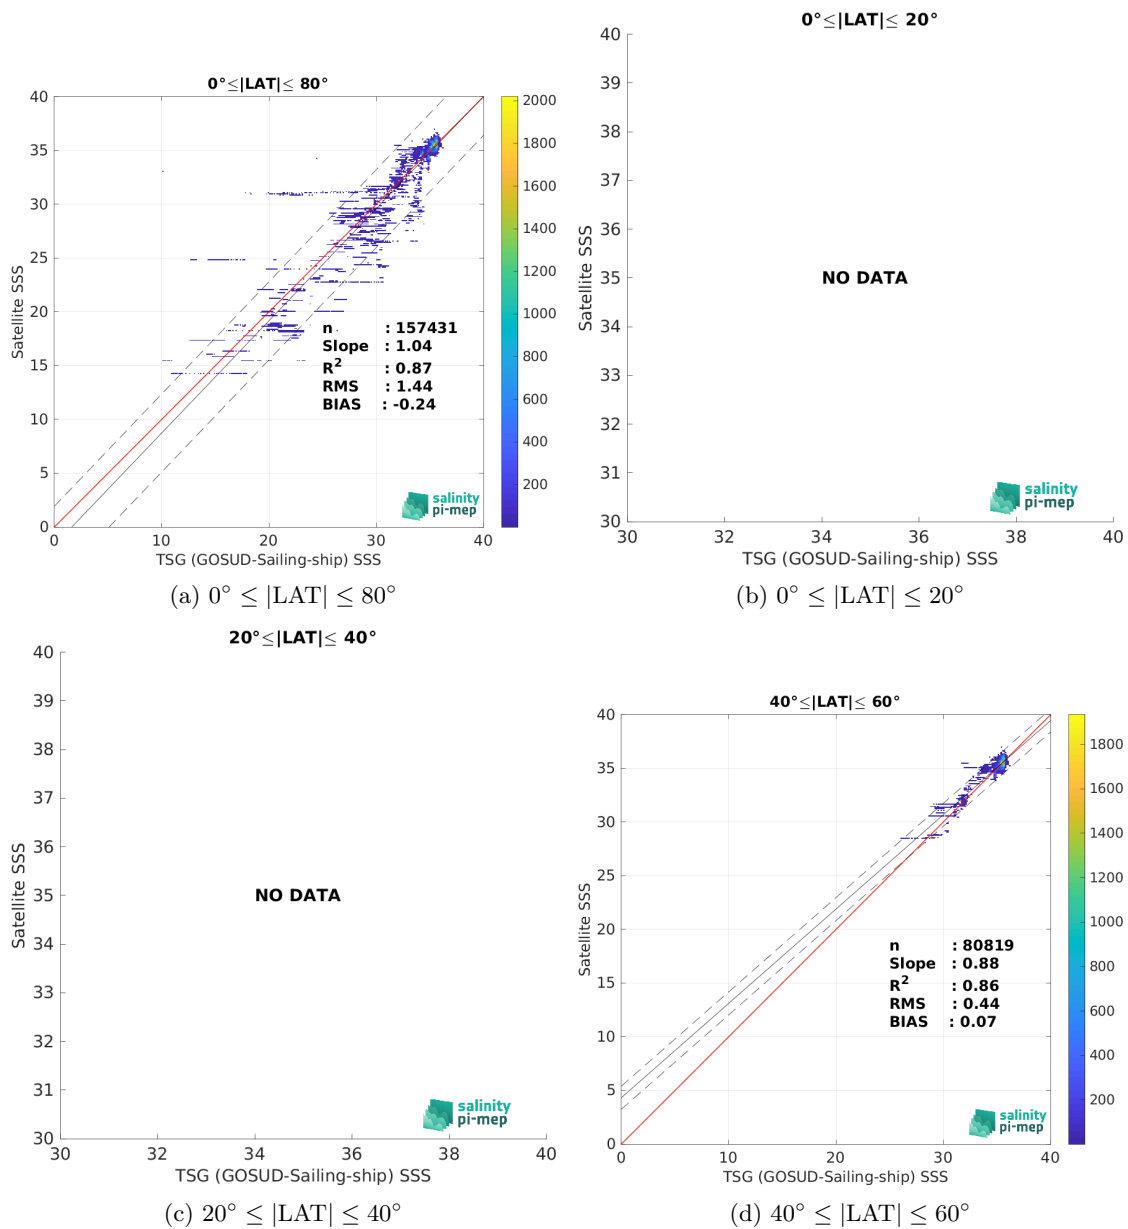 0°≤|LAT|≤ 80°
40
35
30
25
20
15
10
5
0
0
10
20
30
40
2000
1800
1600
1400
1200
1000
800
600
400
200
Satellite SSS
TSG (GOSUD-Sailing-ship) SSS
n : 157431
Slope : 1.04
R² : 0.87
RMS : 1.44
BIAS : -0.24
salinity
pi-mep
(a) 0° ≤ |LAT| ≤ 80°
0°≤|LAT|≤ 20°
40
39
38
37
36
35
34
33
32
31
30
30
32
34
36
38
40
Satellite SSS
TSG (GOSUD-Sailing-ship) SSS
NO DATA
salinity
pi-mep
(b) 0° ≤ |LAT| ≤ 20°
20°≤|LAT|≤ 40°
40
39
38
37
36
35
34
33
32
31
30
30
32
34
36
38
40
Satellite SSS
TSG (GOSUD-Sailing-ship) SSS
NO DATA
salinity
pi-mep
(c) 20° ≤ |LAT| ≤ 40°
40°≤|LAT|≤ 60°
40
35
30
25
20
15
10
5
0
0
10
20
30
40
1800
1600
1400
1200
1000
800
600
400
200
Satellite SSS
TSG (GOSUD-Sailing-ship) SSS
n : 80819
Slope : 0.88
R² : 0.86
RMS : 0.44
BIAS : 0.07
salinity
pi-mep
(d) 40° ≤ |LAT| ≤ 60°